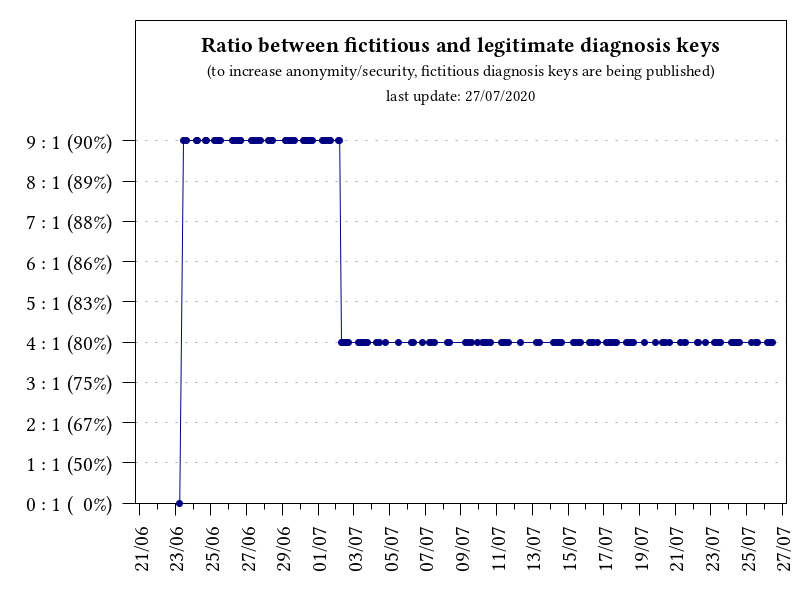 Ratio between fictitious and legitimate diagnosis keys
(to increase anonymity/security, fictitious diagnosis keys are being published)
last update: 27/07/2020
9 : 1 (90%)
8 : 1 (89%)
7 : 1 (88%)
6 : 1 (86%)
5 : 1 (83%)
4 : 1 (80%)
3 : 1 (75%)
2 : 1 (67%)
1 : 1 (50%)
0 : 1 ( 0%)
21/06
23/06
25/06
27/06
29/06
01/07
03/07
05/07
07/07
09/07
11/07
13/07
15/07
17/07
19/07
21/07
23/07
25/07
27/07